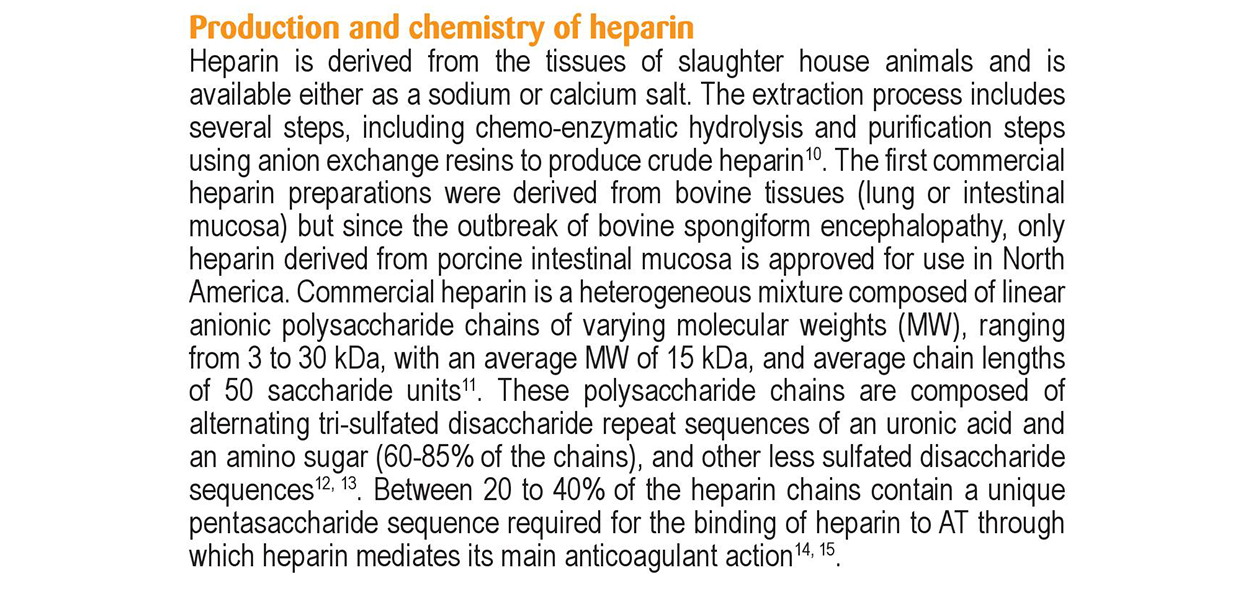 Production and chemistry of heparin
Heparin is derived from the tissues of slaughter house animals and is
available either as a sodium or calcium salt. The extraction process includes
several steps, including chemo-enzymatic hydrolysis and purification steps
using anion exchange resins to produce crude heparin10. The first commercial
heparin preparations were derived from bovine tissues (lung or intestinal
mucosa) but since the outbreak of bovine spongiform encephalopathy, only
heparin derived from porcine intestinal mucosa is approved for use in North
America. Commercial heparin is a heterogeneous mixture composed of linear
anionic polysaccharide chains of varying molecular weights (MW), ranging
from 3 to 30 kDa, with an average MW of 15 kDa, and average chain lengths
of 50 saccharide units11. These polysaccharide chains are composed of
alternating tri-sulfated disaccharide repeat sequences of an uronic acid and
an amino sugar (60-85% of the chains), and other less sulfated disaccharide
sequences12, 13. Between 20 to 40% of the heparin chains contain a unique
pentasaccharide sequence required for the binding of heparin to AT through
which heparin mediates its main anticoagulant action14, 15.